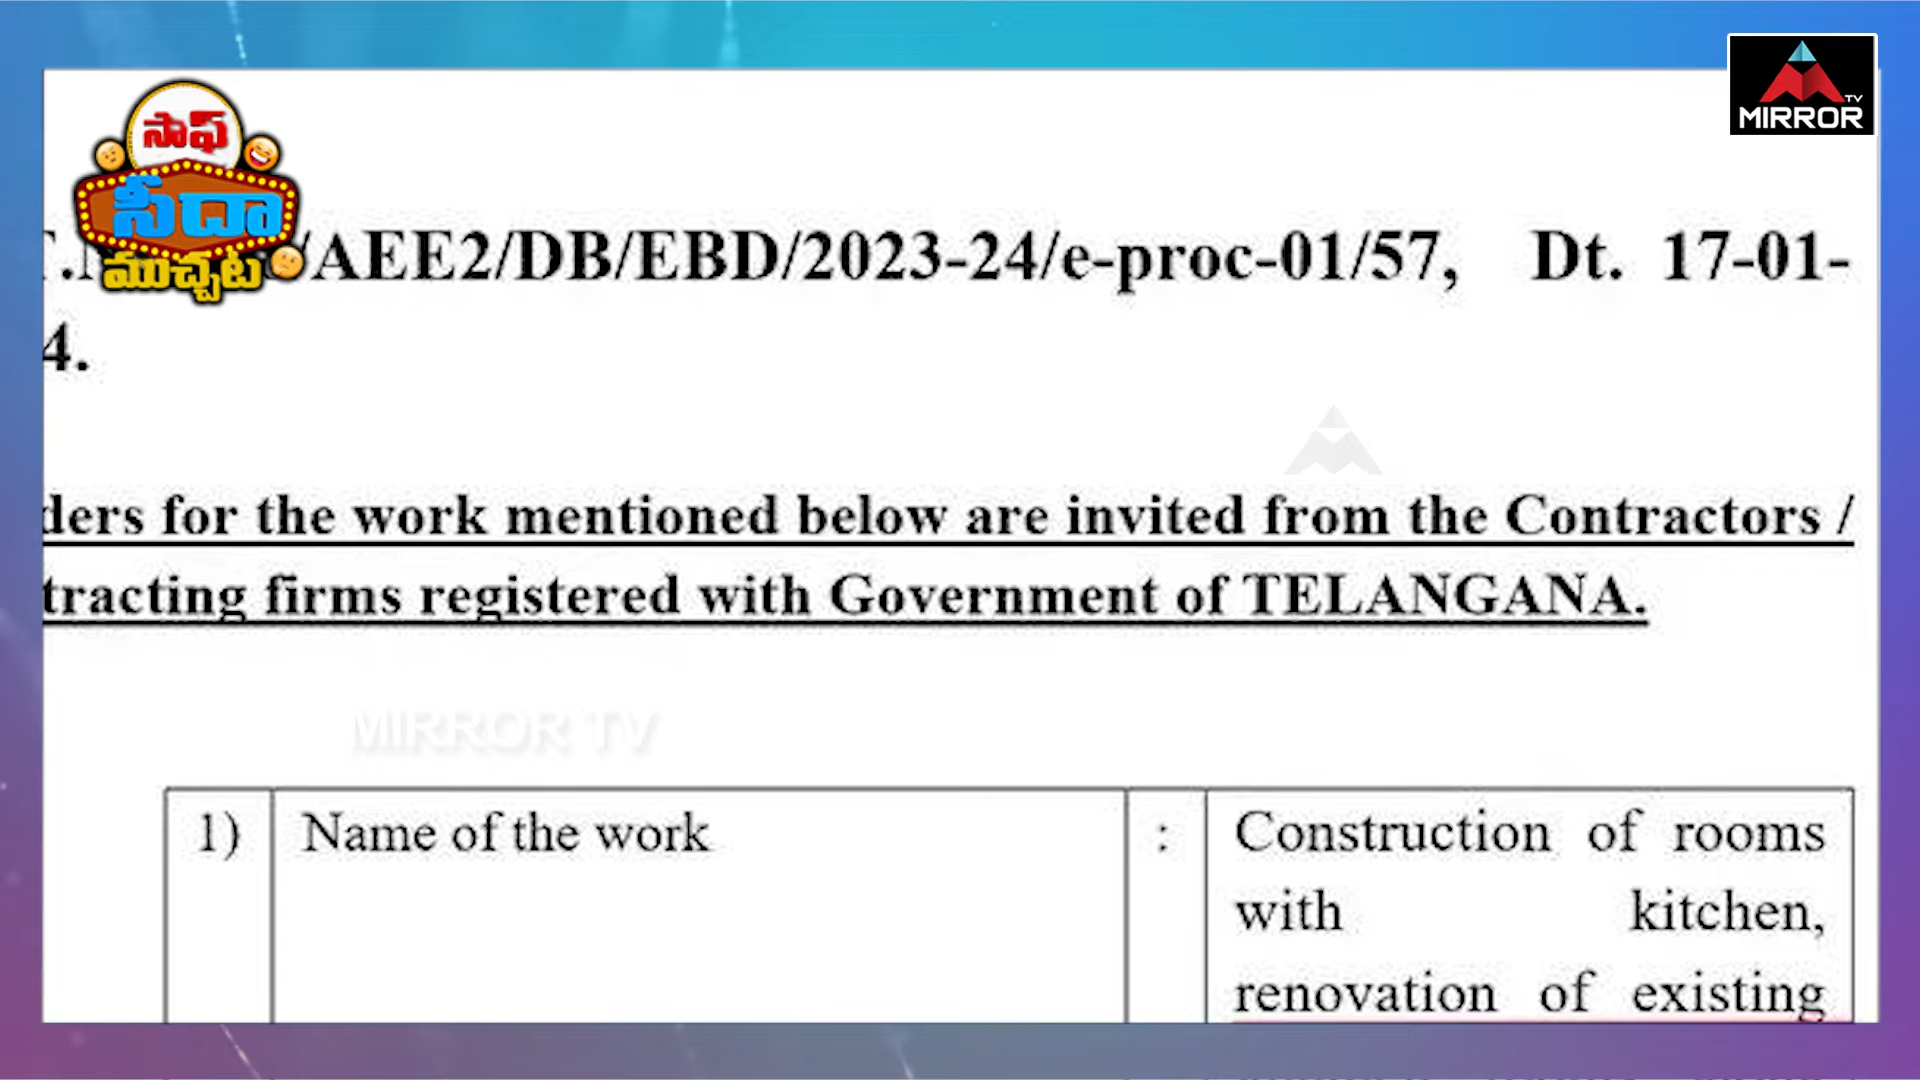 సాఫ్
సీదా
ముచ్చట
TV
MIRROR
/AEE2/DB/EBD/2023-24/e-proc-01/57, Dt. 17-01-
4.
ders for the work mentioned below are invited from the Contractors /
tracting firms registered with Government of TELANGANA.
MIRROR TV
1) Name of the work : Construction of rooms
with kitchen,
renovation of existing